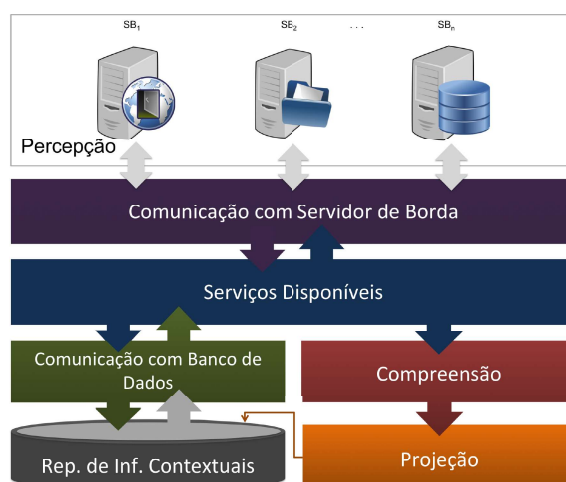 SB1
SB2
...
SBn
Percepção
Comunicação com Servidor de Borda
Serviços Disponíveis
Comunicação com Banco de
Dados
Compreensão
Rep. de Inf. Contextuais
Projeção